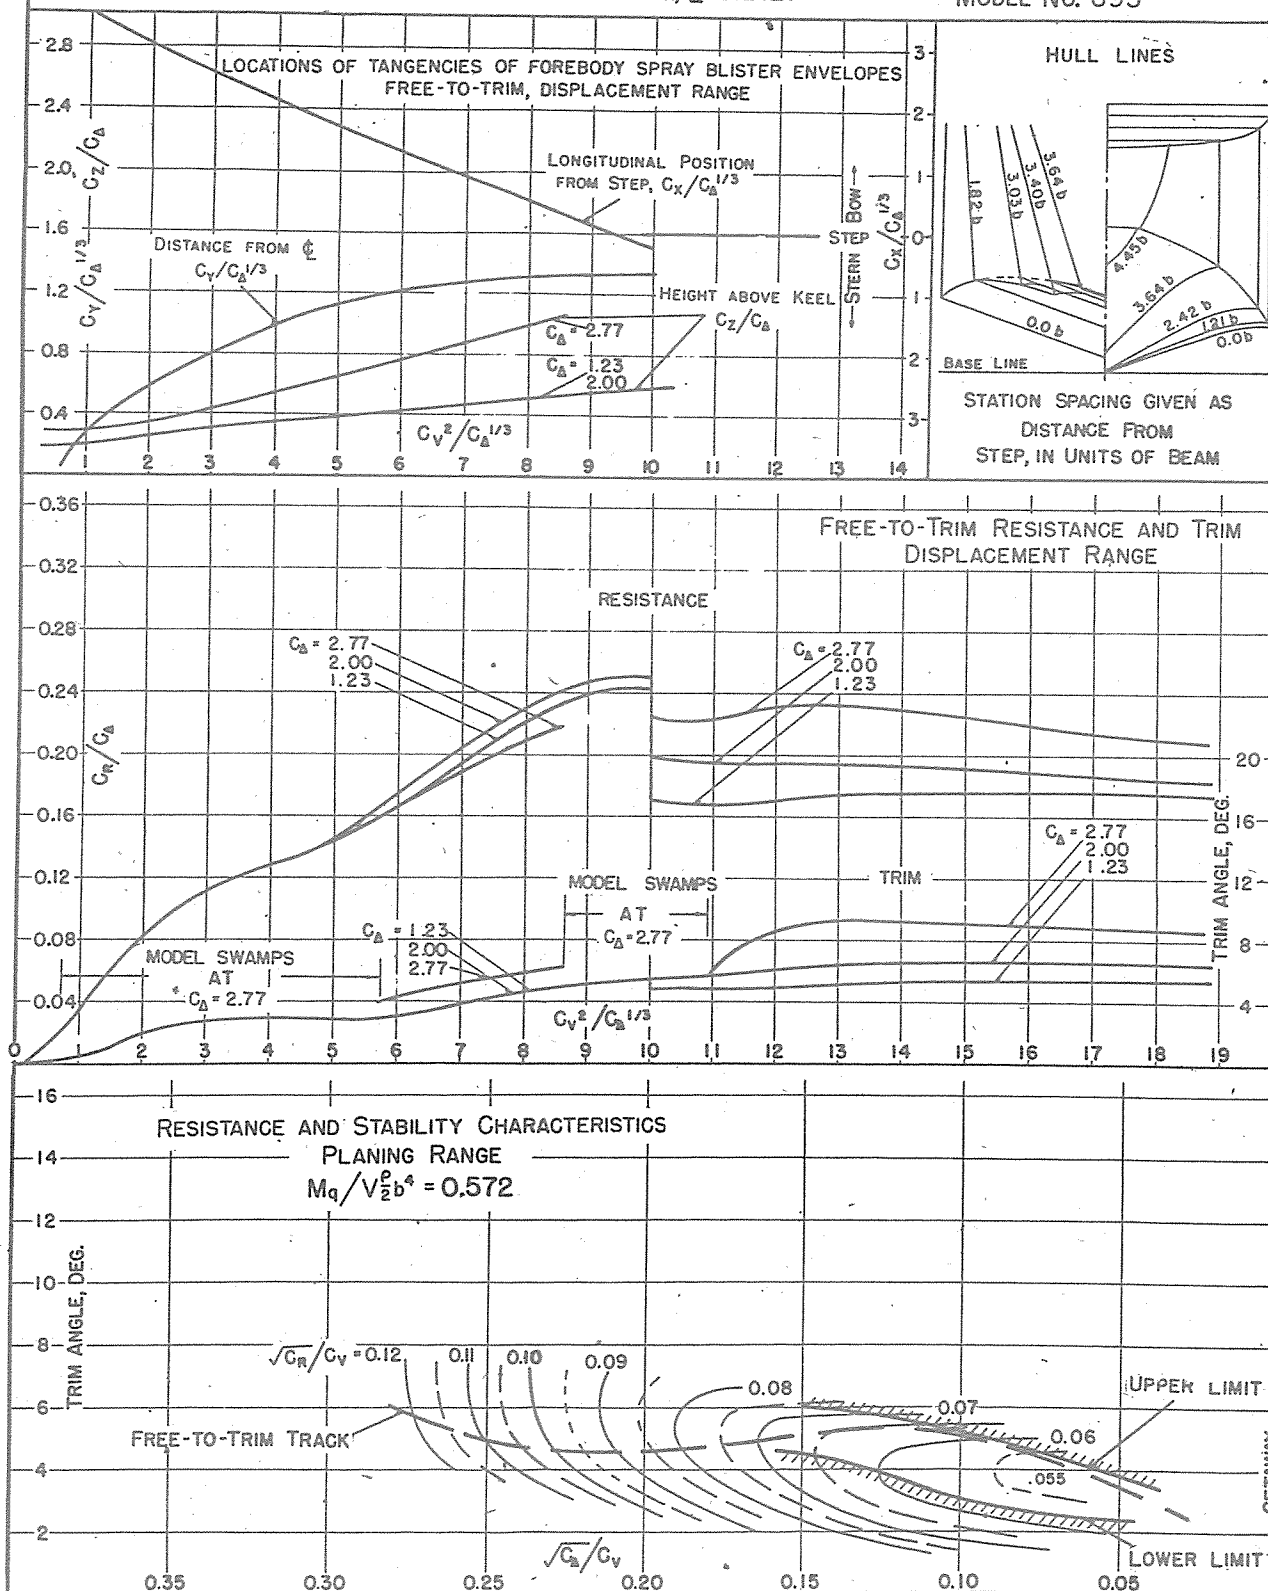 MODEL NO.
LOCATIONS OF TANGENCIES OF FOREBODY SPRAY BLISTER ENVELOPES
FREE-TO-TRIM, DISPLACEMENT RANGE
2.8
2.4
2.0
1.6
1.2
0.8
0.4
C_Y/C_Δ^1/3 C_Z/C_Δ
LONGITUDINAL POSITION
FROM STEP, C_X/C_Δ^1/3
DISTANCE FROM ℄
C_Y/C_Δ^1/3
HEIGHT ABOVE KEEL
C_Z/C_Δ
C_Δ = 2.77
C_Δ = 1.23
2.00
C_V²/C_Δ^1/3
1 2 3 4 5 6 7 8 9 10 11 12 13 14
←STERN BOW→
STEP
C_X/C_Δ^1/3
3
2
1
0
1
2
3
HULL LINES
1.82 b
3.03 b
3.40 b
3.64 b
0.0 b
4.45 b
3.64 b
2.42 b
1.21 b
0.0 b
BASE LINE
STATION SPACING GIVEN AS
DISTANCE FROM
STEP, IN UNITS OF BEAM
FREE-TO-TRIM RESISTANCE AND TRIM
DISPLACEMENT RANGE
0.36
0.32
0.28
0.24
0.20
0.16
0.12
0.08
0.04
0
C_R/C_Δ
RESISTANCE
C_Δ = 2.77
2.00
1.23
C_Δ = 2.77
2.00
1.23
MODEL SWAMPS
AT
C_Δ = 2.77
C_Δ = 1.23
2.00
2.77
MODEL SWAMPS
AT
C_Δ = 2.77
TRIM
C_Δ = 2.77
2.00
1.23
20
16
12
8
4
TRIM ANGLE, DEG.
C_V²/C_Δ^1/3
1 2 3 4 5 6 7 8 9 10 11 12 13 14 15 16 17 18 19
RESISTANCE AND STABILITY CHARACTERISTICS
PLANING RANGE
M_q/V ρ/2 b⁴ = 0.572
16
14
12
10
8
6
4
2
TRIM ANGLE, DEG.
√C_R/C_V = 0.12 0.11 0.10 0.09
0.08
0.07
0.06
.055
FREE-TO-TRIM TRACK
UPPER LIMIT
LOWER LIMIT
√C_Δ/C_V
0.35 0.30 0.25 0.20 0.15 0.10 0.05